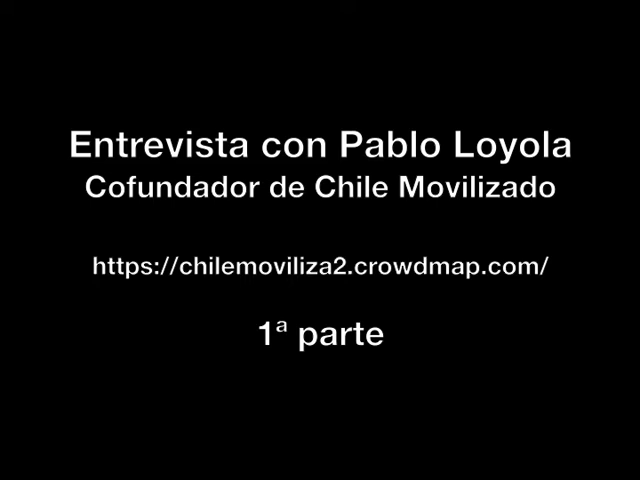 Entrevista con Pablo Loyola
Cofundador de Chile Movilizado
https://chilemoviliza2.crowdmap.com/
1ª parte